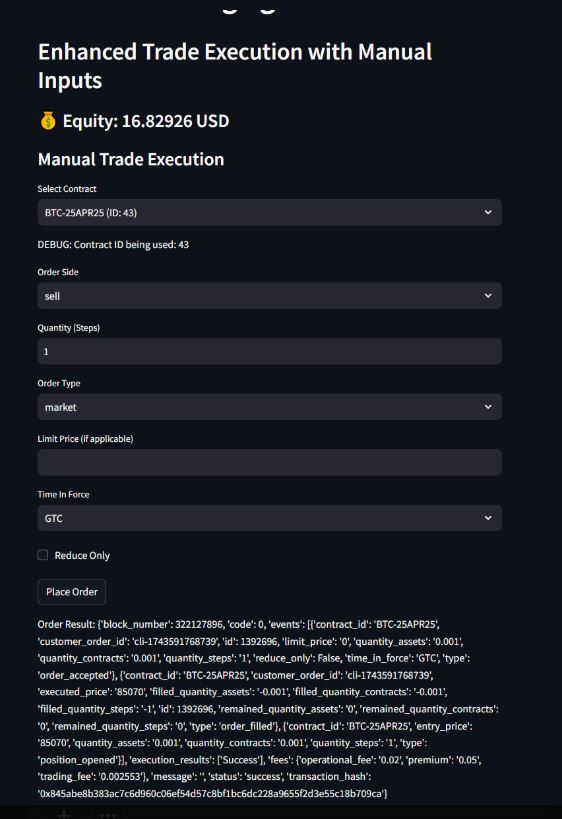 Enhanced Trade Execution with Manual
Inputs
💰 Equity: 16.82926 USD
Manual Trade Execution
Select Contract
BTC-25APR25 (ID: 43)
DEBUG: Contract ID being used: 43
Order Side
sell
Quantity (Steps)
1
Order Type
market
Limit Price (if applicable)
Time In Force
GTC
Reduce Only
Place Order
Order Result: {'block_number': 322127896, 'code': 0, 'events': [[{'contract_id': 'BTC-25APR25',
'customer_order_id': 'cli-1743591768739', 'id': 1392696, 'limit_price': '0', 'quantity_assets': '0.001',
'quantity_contracts': '0.001', 'quantity_steps': '1', 'reduce_only': False, 'time_in_force': 'GTC', 'type':
'order_accepted'}, {'contract_id': 'BTC-25APR25', 'customer_order_id': 'cli-1743591768739',
'executed_price': '85070', 'filled_quantity_assets': '-0.001', 'filled_quantity_contracts': '-0.001',
'filled_quantity_steps': '-1', 'id': 1392696, 'remained_quantity_assets': '0', 'remained_quantity_contracts':
'0', 'remained_quantity_steps': '0', 'type': 'order_filled'}, {'contract_id': 'BTC-25APR25', 'entry_price':
'85070', 'quantity_assets': '0.001', 'quantity_contracts': '0.001', 'quantity_steps': '1', 'type':
'position_opened'}], 'execution_results': ['Success'], 'fees': {'operational_fee': '0.02', 'premium': '0.05',
'trading_fee': '0.002553'}, 'message': '', 'status': 'success', 'transaction_hash':
'0x845abe8b383ac7c6d960c06ef54d57c8bf1bc6dc228a9655f2d3e55c18b709ca'}